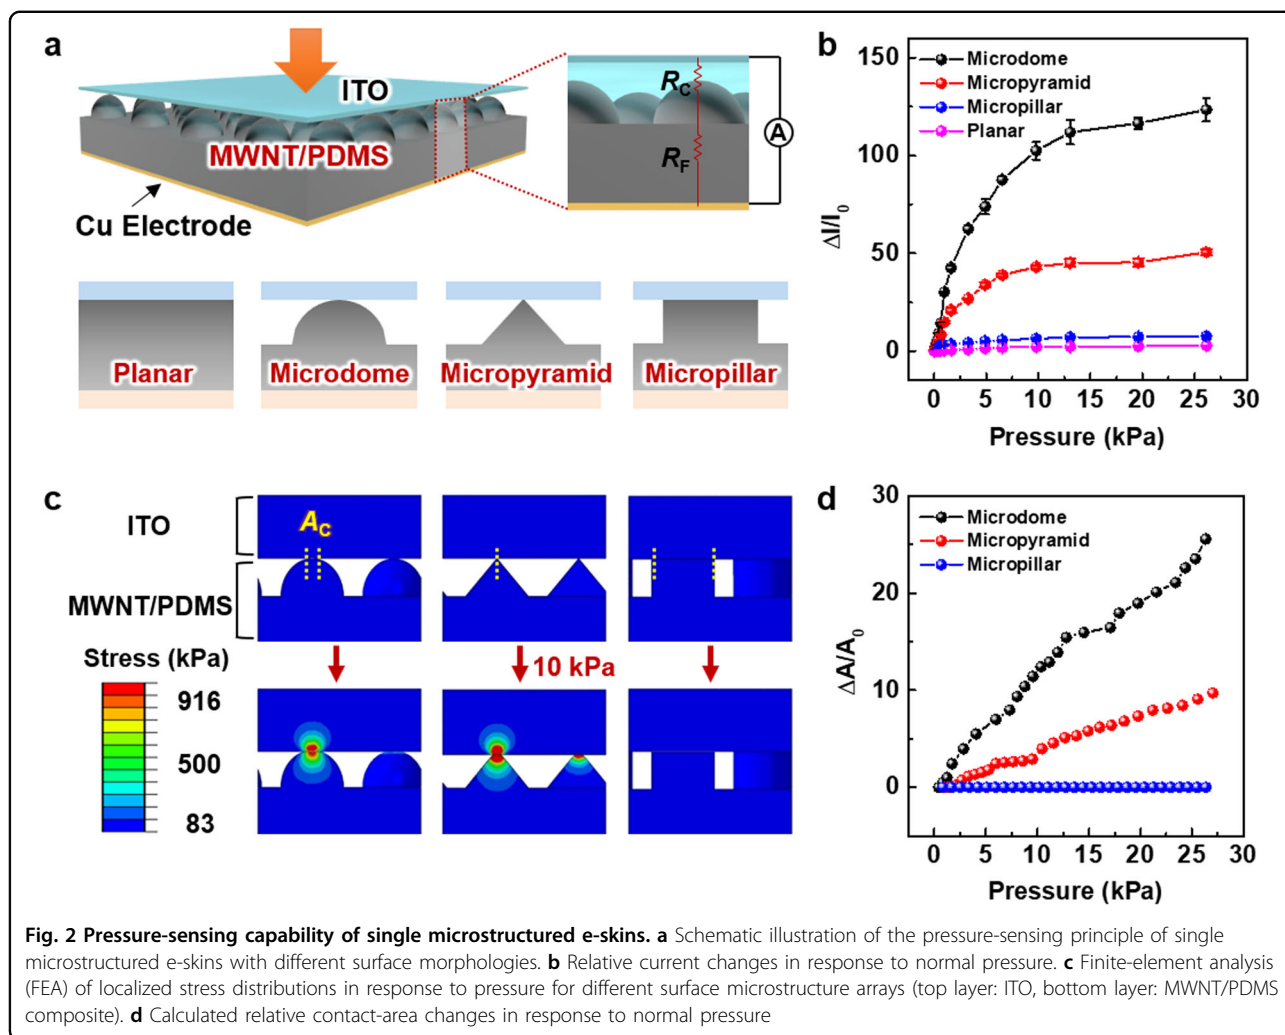 a
ITO
MWNT/PDMS
Cu Electrode
R_C
R_F
A
Planar
Microdome
Micropyramid
Micropillar
b
150
100
50
0
ΔI/I_0
Microdome
Micropyramid
Micropillar
Planar
0 5 10 15 20 25 30
Pressure (kPa)
c
ITO
A_C
MWNT/PDMS
10 kPa
Stress (kPa)
916
500
83
d
30
20
10
0
ΔA/A_0
Microdome
Micropyramid
Micropillar
0 5 10 15 20 25 30
Pressure (kPa)
Fig. 2 Pressure-sensing capability of single microstructured e-skins. a Schematic illustration of the pressure-sensing principle of single
microstructured e-skins with different surface morphologies. b Relative current changes in response to normal pressure. c Finite-element analysis
(FEA) of localized stress distributions in response to pressure for different surface microstructure arrays (top layer: ITO, bottom layer: MWNT/PDMS
composite). d Calculated relative contact-area changes in response to normal pressure